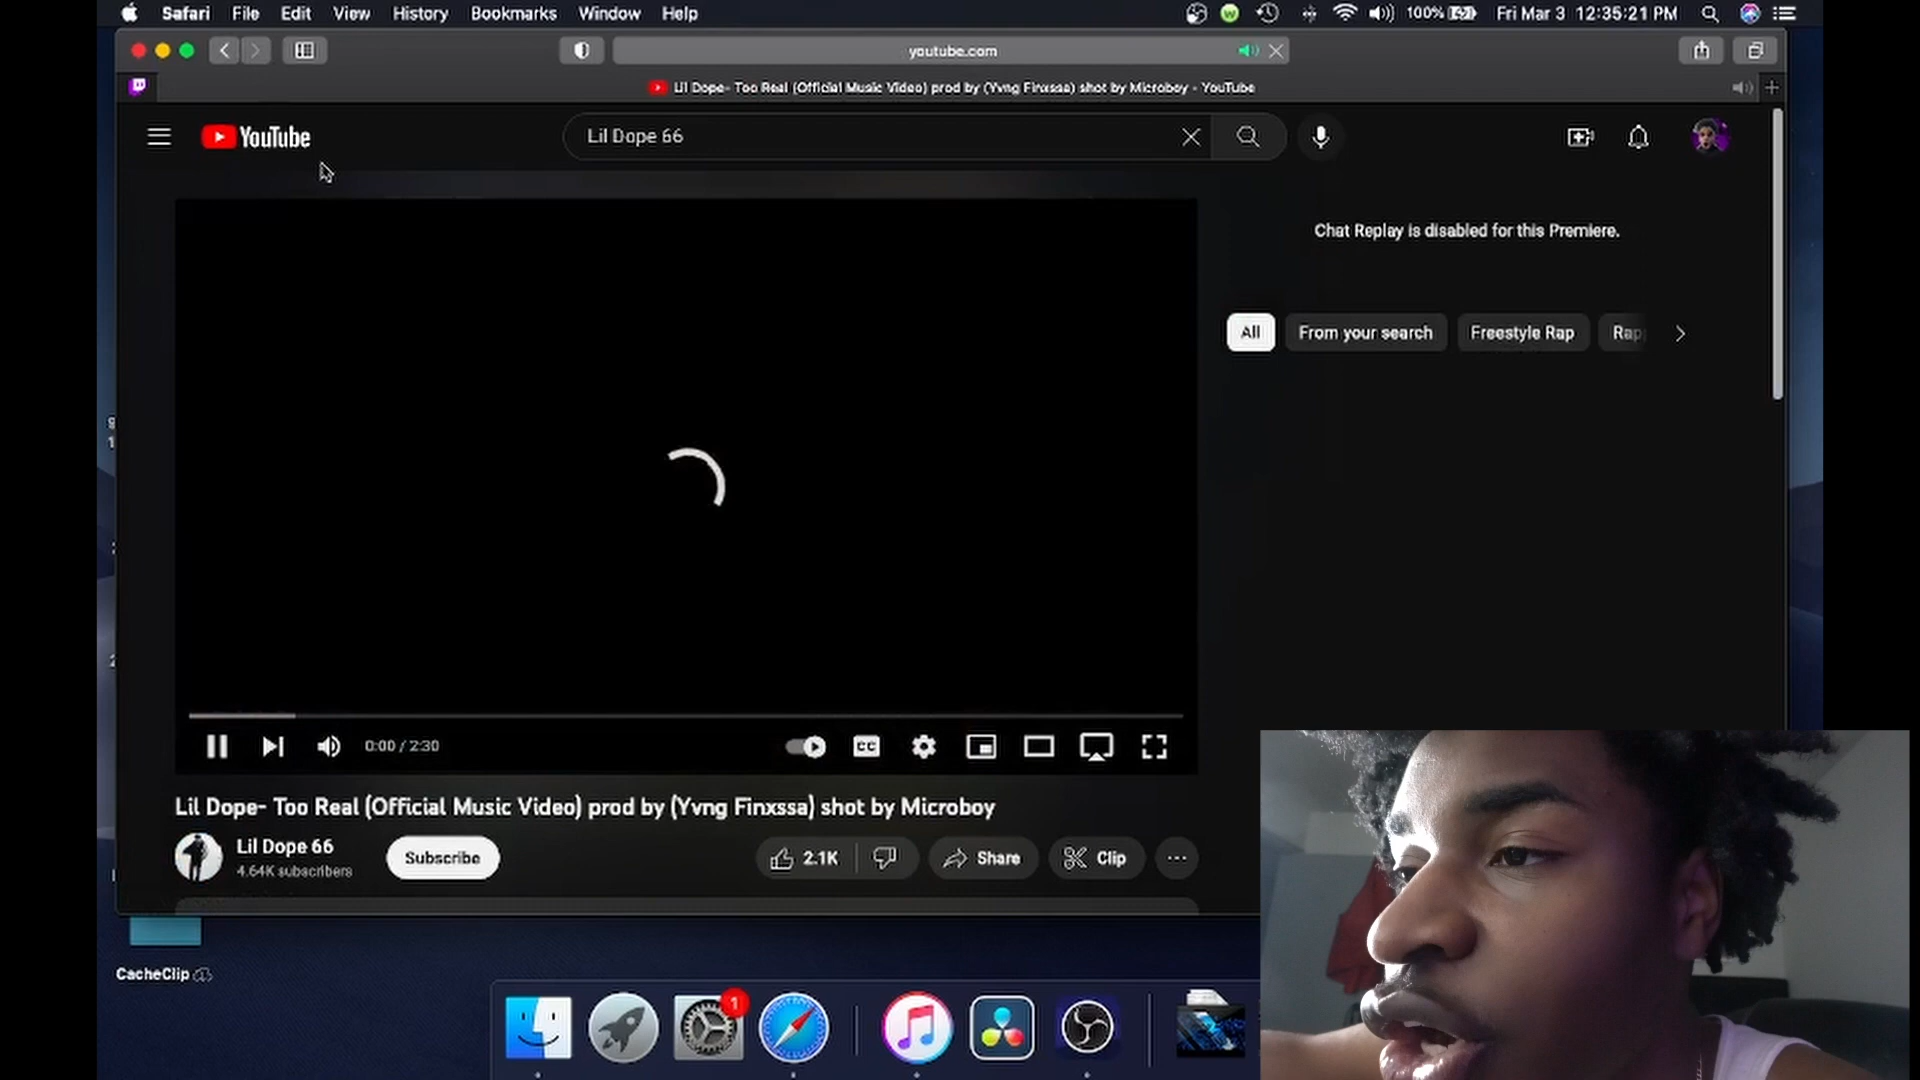 Safari File Edit View History Bookmarks Window Help 100% Fri Mar 3 12:35:21 PM
youtube.com
Lil Dope- Too Real (Official Music Video) prod by (Yvng Finxssa) shot by Microboy - YouTube
YouTube Lil Dope 66
Chat Replay is disabled for this Premiere.
All From your search Freestyle Rap Rap
0:00 / 2:30 CC
Lil Dope- Too Real (Official Music Video) prod by (Yvng Finxssa) shot by Microboy
Lil Dope 66
4.64K subscribers
Subscribe 2.1K Share Clip
CacheClip
1